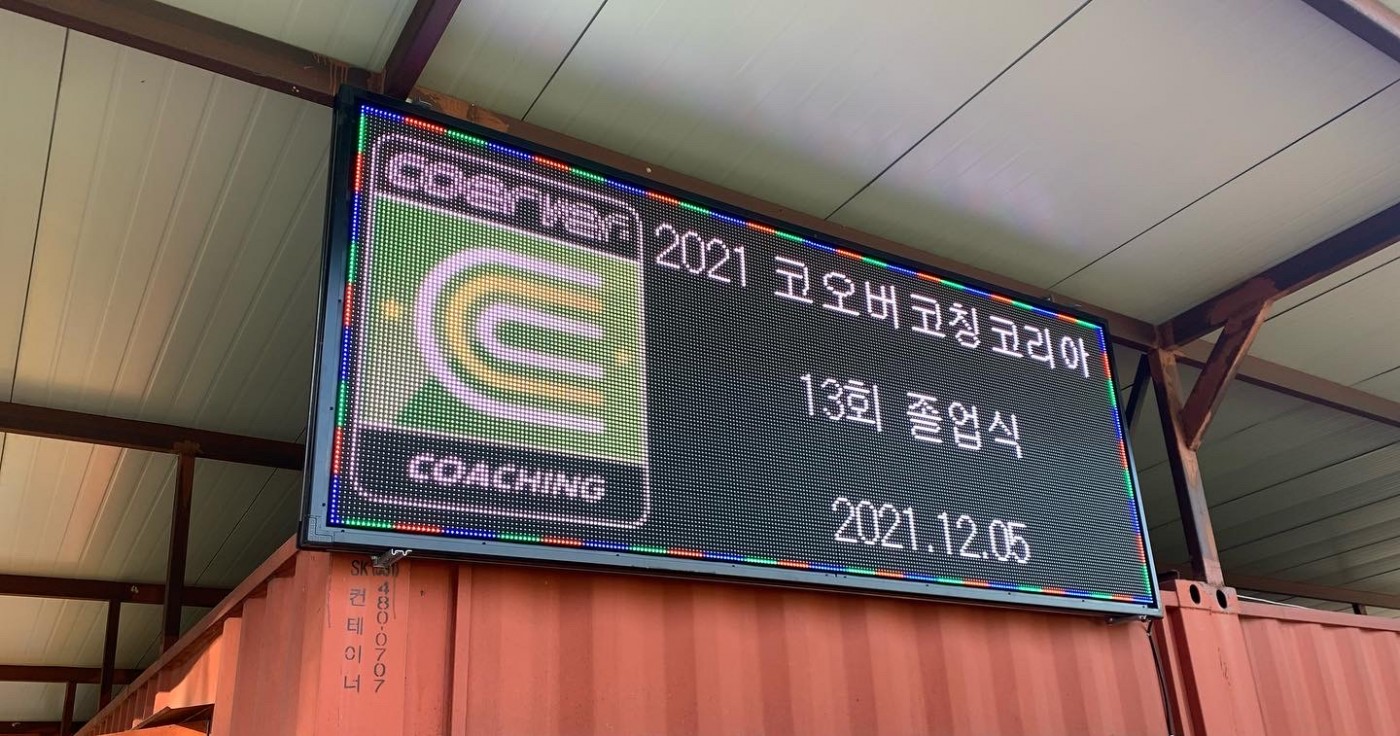 coerver
COACHING
2021 코오버코칭코리아
13회 졸업식
2021.12.05
컨테이너
480-0707